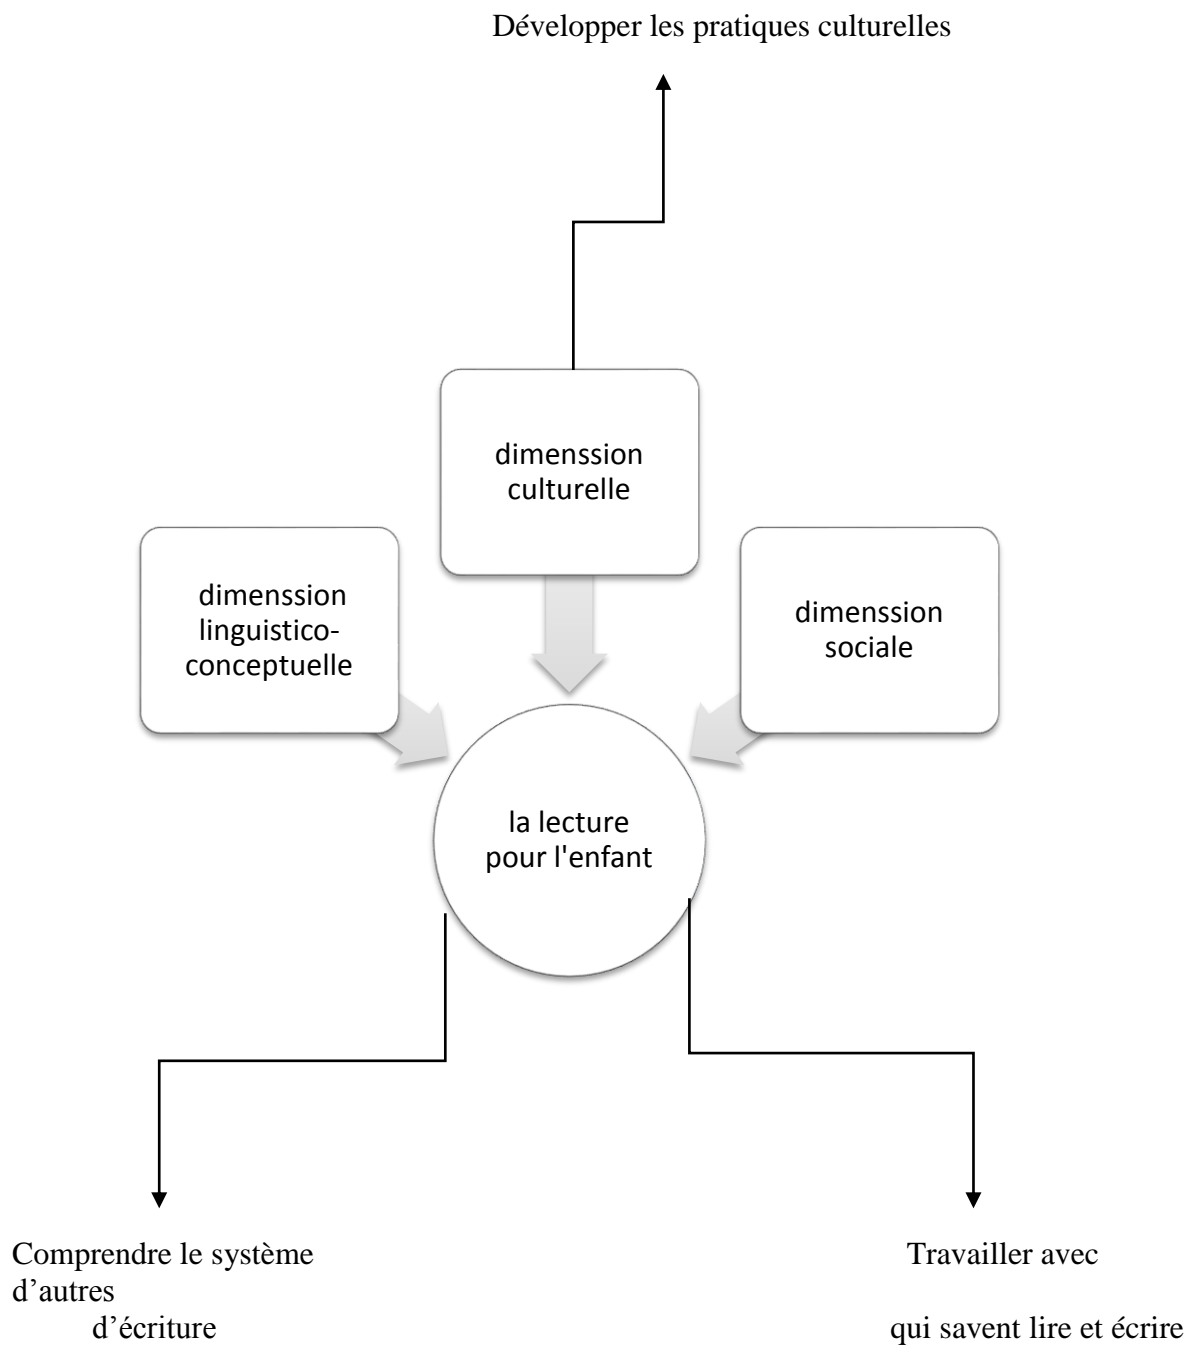 Développer les pratiques culturelles
dimenssion
culturelle
dimenssion
linguistico-
conceptuelle
dimenssion
sociale
la lecture
pour l'enfant
Comprendre le système
d’autres
d’écriture
Travailler avec
qui savent lire et écrire